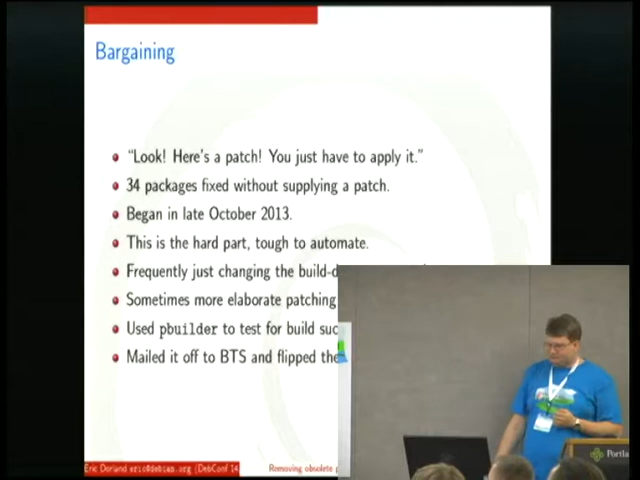 Bargaining
"Look! Here's a patch! You just have to apply it."
34 packages fixed without supplying a patch.
Began in late October 2013.
This is the hard part, tough to automate.
Frequently just changing the build-d
Sometimes more elaborate patching
Used pbuilder to test for build suc
Mailed it off to BTS and flipped the
Eric Dorland eric@debian.org (DebConf 14
Removing obsolete p
Portla